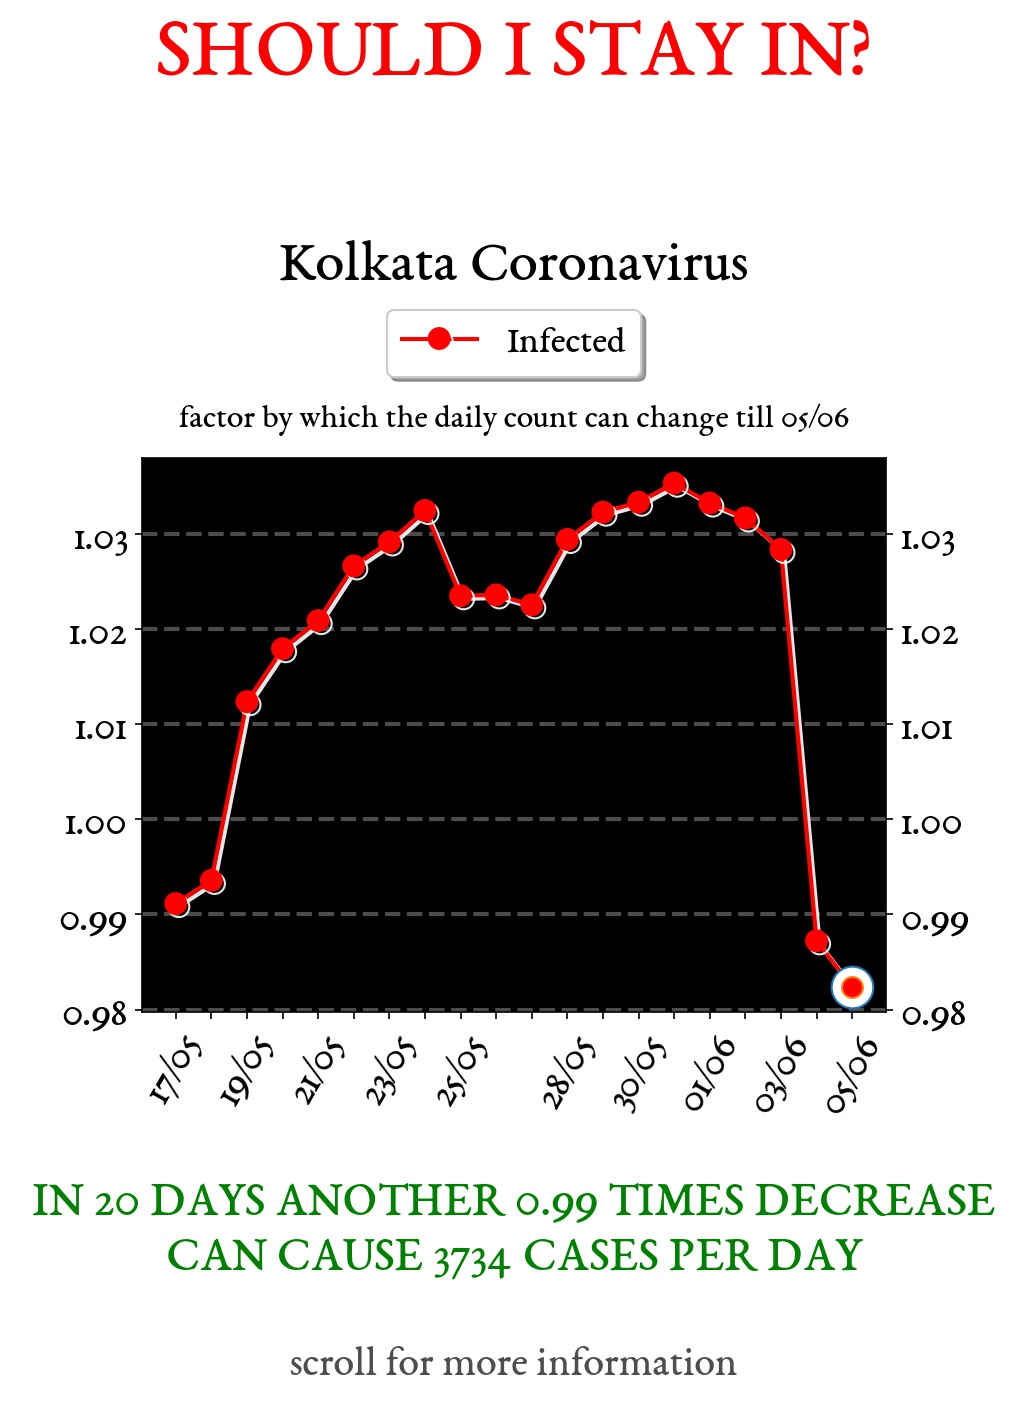 SHOULD I STAY IN?
Kolkata Coronavirus
Infected
factor by which the daily count can change till 05/06
1.03 1.03
1.02 1.02
1.01 1.01
1.00 1.00
0.99 0.99
0.98 0.98
17/05 19/05 21/05 23/05 25/05 28/05 30/05 01/06 03/06 05/06
IN 20 DAYS ANOTHER 0.99 TIMES DECREASE
CAN CAUSE 3734 CASES PER DAY
scroll for more information